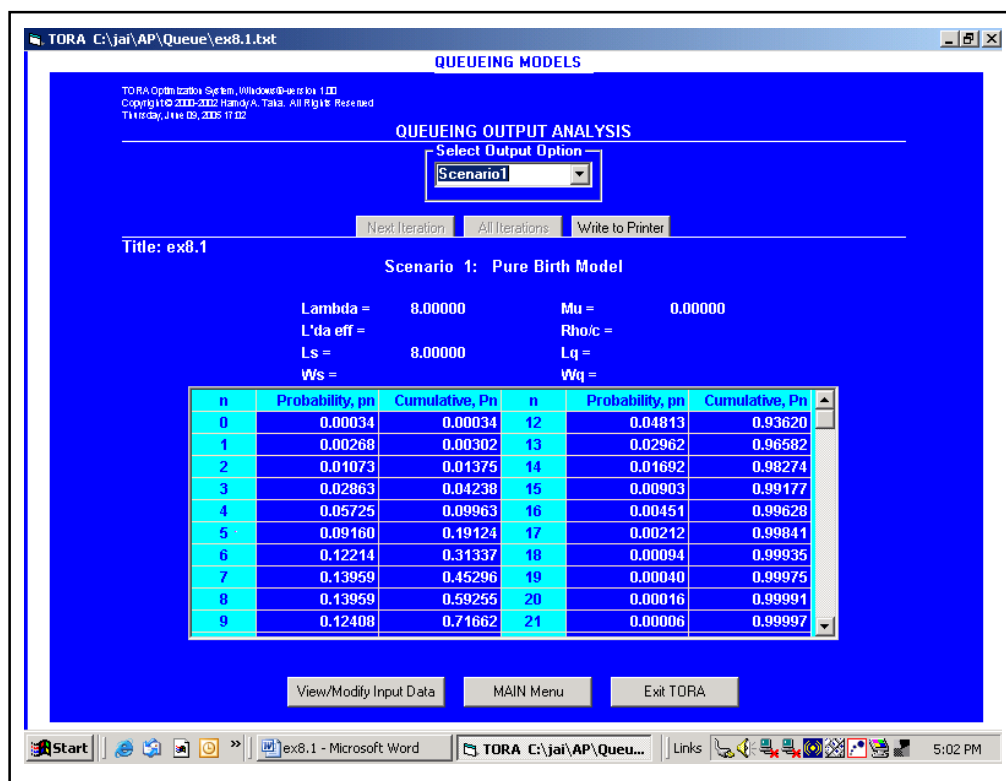 TORA C:\jai\AP\Queue\ex8.1.txt
QUEUEING MODELS
TORA Optimization System, Windows®-version 1.00
Copyright © 2000-2002 Hamdy A. Taha. All Rights Reserved
Thursday, June 09, 2005 17:02
QUEUEING OUTPUT ANALYSIS
Select Output Option
Scenario1
Next Iteration All Iterations Write to Printer
Title: ex8.1
Scenario 1: Pure Birth Model
Lambda = 8.00000 Mu = 0.00000
L'da eff = Rho/c =
Ls = 8.00000 Lq =
Ws = Wq =
n Probability, pn Cumulative, Pn n Probability, pn Cumulative, Pn
0 0.00034 0.00034 12 0.04813 0.93620
1 0.00268 0.00302 13 0.02962 0.96582
2 0.01073 0.01375 14 0.01692 0.98274
3 0.02863 0.04238 15 0.00903 0.99177
4 0.05725 0.09963 16 0.00451 0.99628
5 0.09160 0.19124 17 0.00212 0.99841
6 0.12214 0.31337 18 0.00094 0.99935
7 0.13959 0.45296 19 0.00040 0.99975
8 0.13959 0.59255 20 0.00016 0.99991
9 0.12408 0.71662 21 0.00006 0.99997
View/Modify Input Data MAIN Menu Exit TORA
Start » ex8.1 - Microsoft Word TORA C:\jai\AP\Queu... Links 5:02 PM